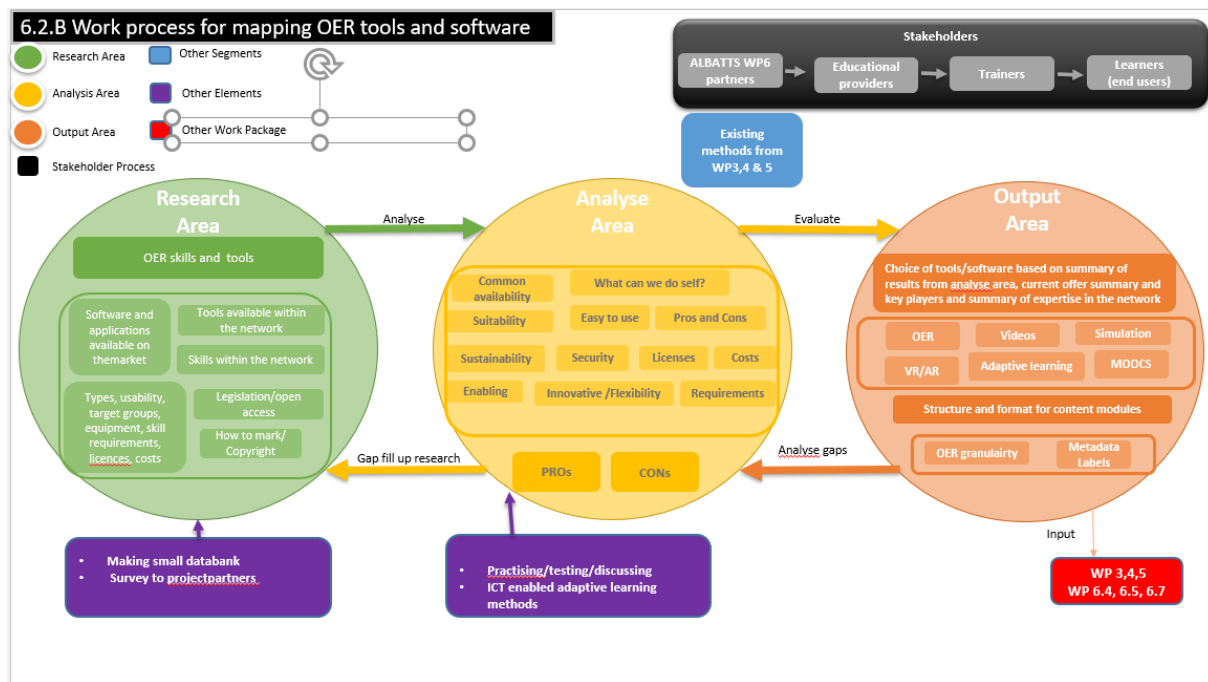 6.2.B Work process for mapping OER tools and software
Research Area
Other Segments
Analysis Area
Other Elements
Output Area
Other Work Package
Stakeholder Process
Stakeholders
ALBATTS WP6
partners
Educational
providers
Trainers
Learners
(end users)
Existing
methods from
WP3,4 & 5
Research
Area
OER skills and tools
Software and
applications
available on
themarket
Tools available within
the network
Skills within the network
Types, usability,
target groups,
equipment, skill
requirements,
licences, costs
Legislation/open
access
How to mark/
Copyright
Analyse
Gap fill up research
Analyse
Area
Common
availability
What can we do self?
Suitability
Easy to use
Pros and Cons
Sustainability
Security
Licenses
Costs
Enabling
Innovative /Flexibility
Requirements
PROs
CONs
Evaluate
Analyse gaps
Output
Area
Choice of tools/software based on summary of
results from analyse area, current offer summary and
key players and summary of expertise in the network
OER
Videos
Simulation
VR/AR
Adaptive learning
MOOCS
Structure and format for content modules
OER granulairty
Metadata
Labels
• Making small databank
• Survey to projectpartners
• Practising/testing/discussing
• ICT enabled adaptive learning
methods
Input
WP 3,4,5
WP 6.4, 6.5, 6.7